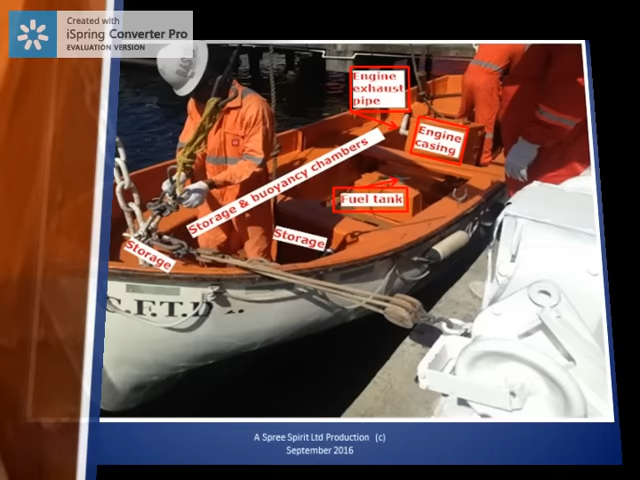 Created with
iSpring Converter Pro
EVALUATION VERSION
Engine
exhaust
pipe
Engine
casing
Storage & buoyancy chambers
Fuel tank
Storage
Storage
A Spree Spirit Ltd Production (c)
September 2016